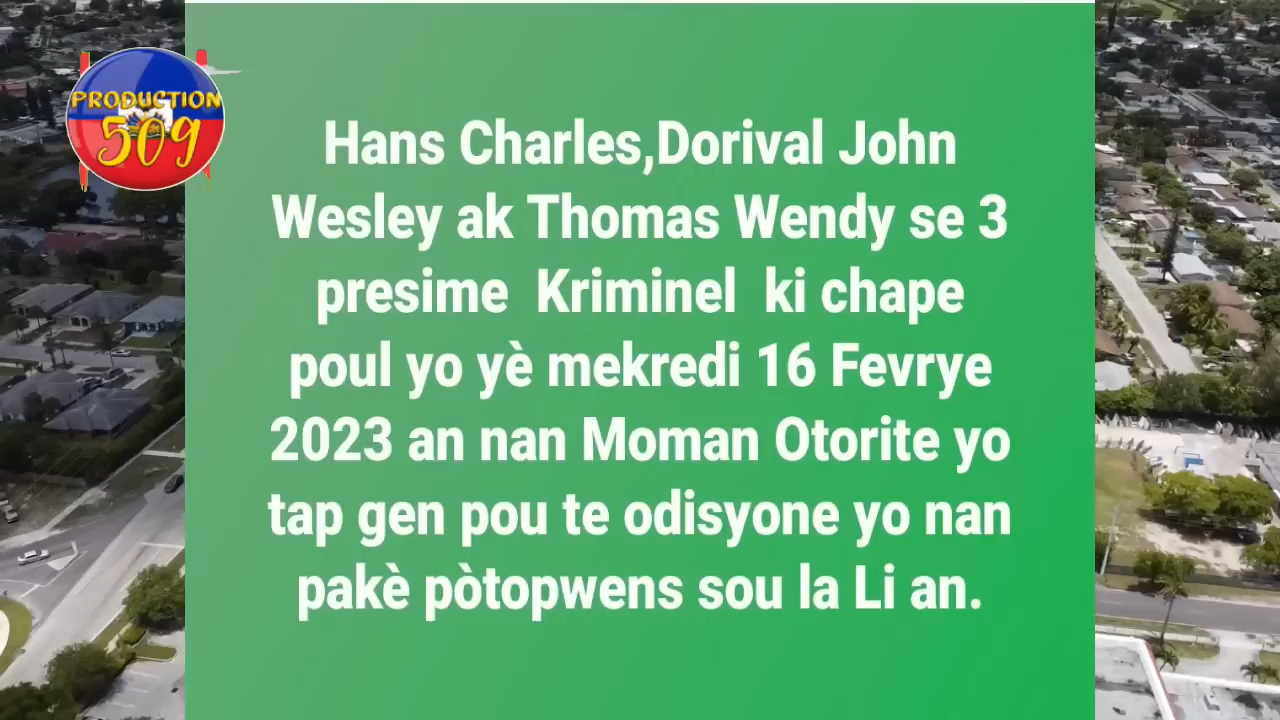 PRODUCTION
509
Hans Charles,Dorival John
Wesley ak Thomas Wendy se 3
presime Kriminel ki chape
poul yo yè mekredi 16 Fevrye
2023 an nan Moman Otorite yo
tap gen pou te odisyone yo nan
pakè pòtopwens sou la Li an.